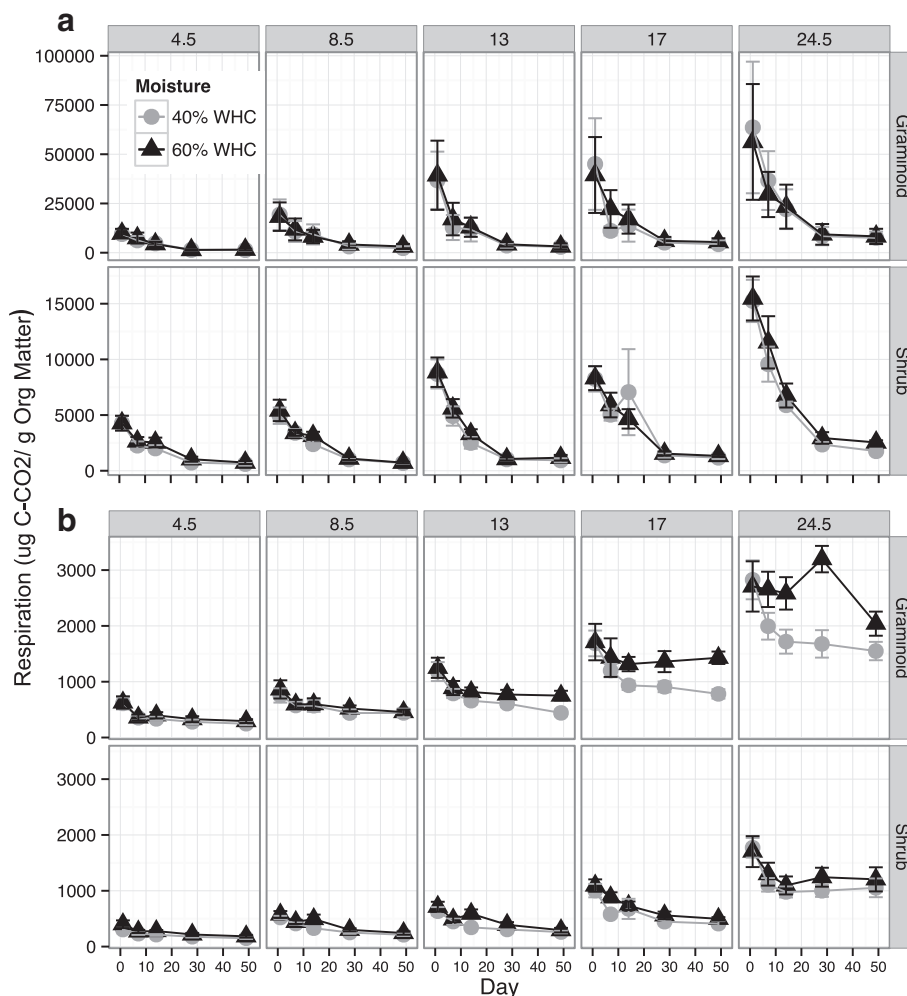 a
4.5 8.5 13 17 24.5
100000
75000
50000
25000
0
Moisture
40% WHC
60% WHC
Graminoid
15000
10000
5000
0
Shrub
Respiration (ug C-CO2/ g Org Matter)
b
4.5 8.5 13 17 24.5
3000
2000
1000
0
Graminoid
3000
2000
1000
0
Shrub
0 10 20 30 40 50 0 10 20 30 40 50 0 10 20 30 40 50 0 10 20 30 40 50 0 10 20 30 40 50
Day